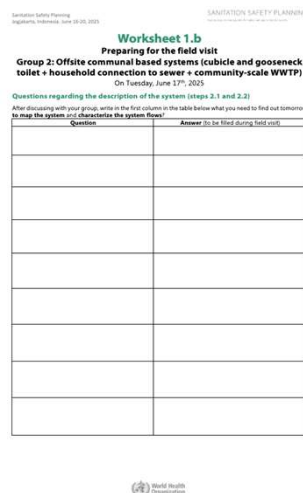 Sanitation Safety Planning
Jogjakarta, Indonesia. June 16-20, 2025
SANITATION SAFETY PLANNIN
Worksheet 1.b
Preparing for the field visit
Group 2: Offsite communal based systems (cubicle and gooseneck
toilet + household connection to sewer + community-scale WWTP)
On Tuesday, June 17th, 2025
Questions regarding the description of the system (steps 2.1 and 2.2)
After discussing with your group, write in the first column in the table below what you need to find out tomorro
to map the system and characterize the system flows?
Question
Answer (to be filled during field visit)
World Health
Organization